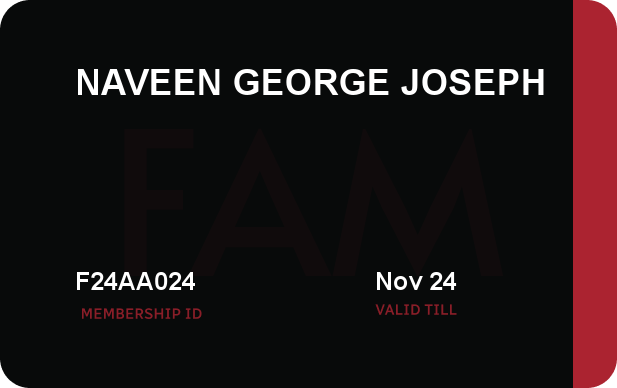 NAVEEN GEORGE JOSEPH
FAM
F24AA024
Nov 24
MEMBERSHIP ID
VALID TILL